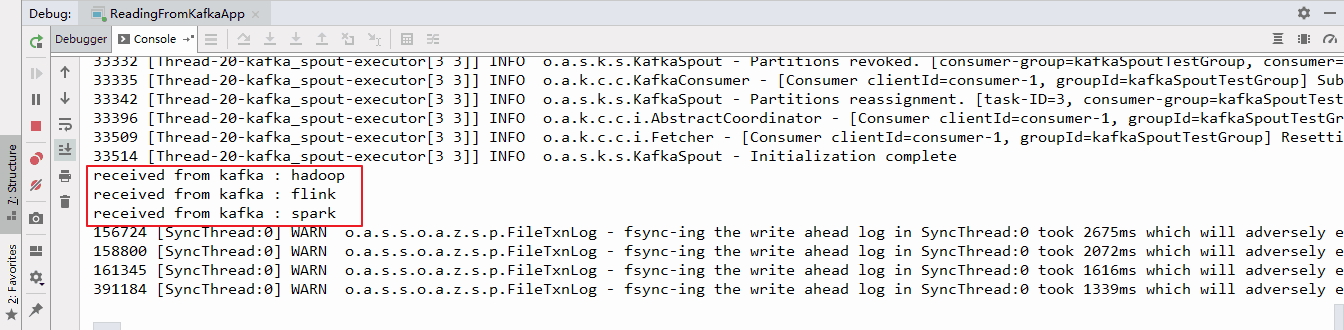 Debug: ReadingFromKafkaApp
Debugger Console
33332 [Thread-20-kafka_spout-executor[3 3]] INFO o.a.s.k.s.KafkaSpout - Partitions revoked. [consumer-group=kafkaSpoutTestGroup, consumer=
33335 [Thread-20-kafka_spout-executor[3 3]] INFO o.a.k.c.c.KafkaConsumer - [Consumer clientId=consumer-1, groupId=kafkaSpoutTestGroup] Sub
33342 [Thread-20-kafka_spout-executor[3 3]] INFO o.a.s.k.s.KafkaSpout - Partitions reassignment. [task-ID=3, consumer-group=kafkaSpoutTest
33396 [Thread-20-kafka_spout-executor[3 3]] INFO o.a.k.c.c.i.AbstractCoordinator - [Consumer clientId=consumer-1, groupId=kafkaSpoutTestG
33509 [Thread-20-kafka_spout-executor[3 3]] INFO o.a.k.c.c.i.Fetcher - [Consumer clientId=consumer-1, groupId=kafkaSpoutTestGroup] Resetti
33514 [Thread-20-kafka_spout-executor[3 3]] INFO o.a.s.k.s.KafkaSpout - Initialization complete
received from kafka : hadoop
received from kafka : flink
received from kafka : spark
156724 [SyncThread:0] WARN o.a.s.s.o.a.z.s.p.FileTxnLog - fsync-ing the write ahead log in SyncThread:0 took 2675ms which will adversely e
158800 [SyncThread:0] WARN o.a.s.s.o.a.z.s.p.FileTxnLog - fsync-ing the write ahead log in SyncThread:0 took 2072ms which will adversely e
161345 [SyncThread:0] WARN o.a.s.s.o.a.z.s.p.FileTxnLog - fsync-ing the write ahead log in SyncThread:0 took 1616ms which will adversely e
391184 [SyncThread:0] WARN o.a.s.s.o.a.z.s.p.FileTxnLog - fsync-ing the write ahead log in SyncThread:0 took 1339ms which will adversely e
7: Structure
2: Favorites